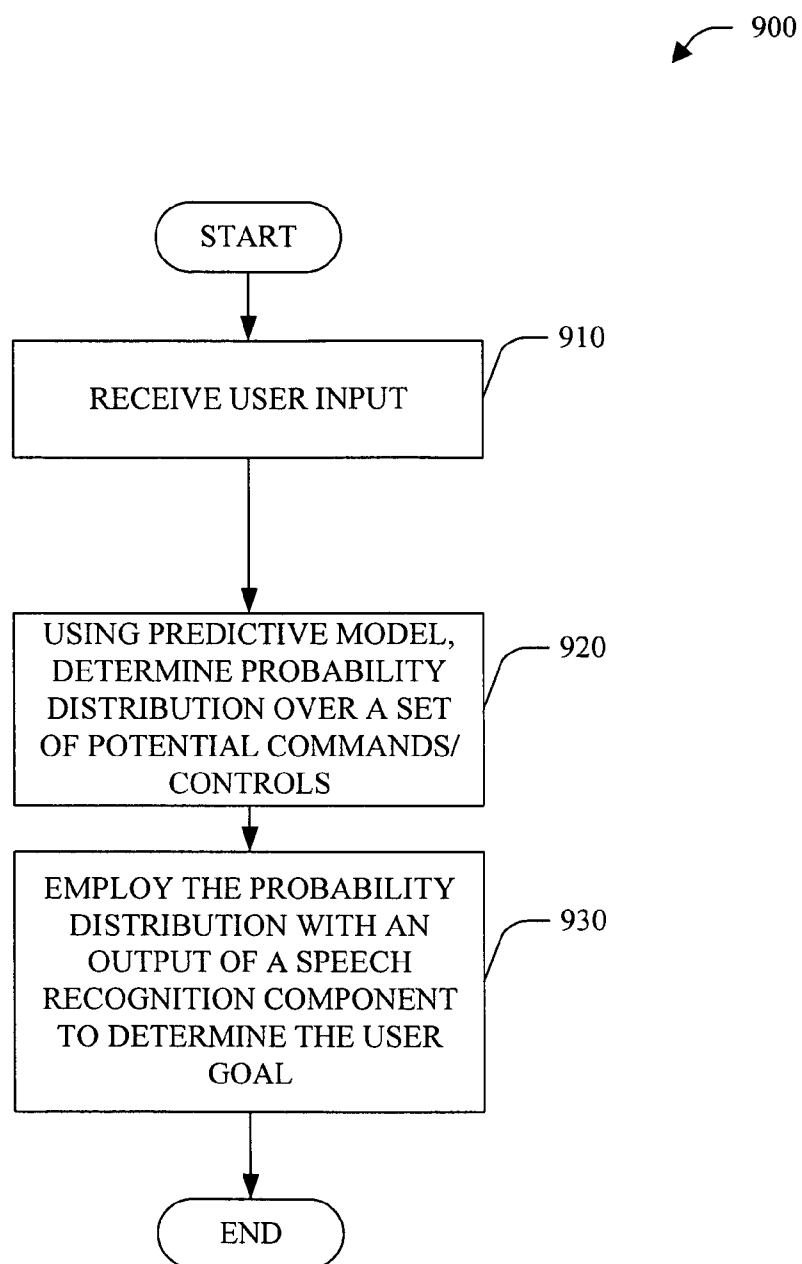 900
START
910
RECEIVE USER INPUT
USING PREDICTIVE MODEL,
DETERMINE PROBABILITY
DISTRIBUTION OVER A SET
OF POTENTIAL COMMANDS/
CONTROLS
920
EMPLOY THE PROBABILITY
DISTRIBUTION WITH AN
OUTPUT OF A SPEECH
RECOGNITION COMPONENT
TO DETERMINE THE USER
GOAL
930
END